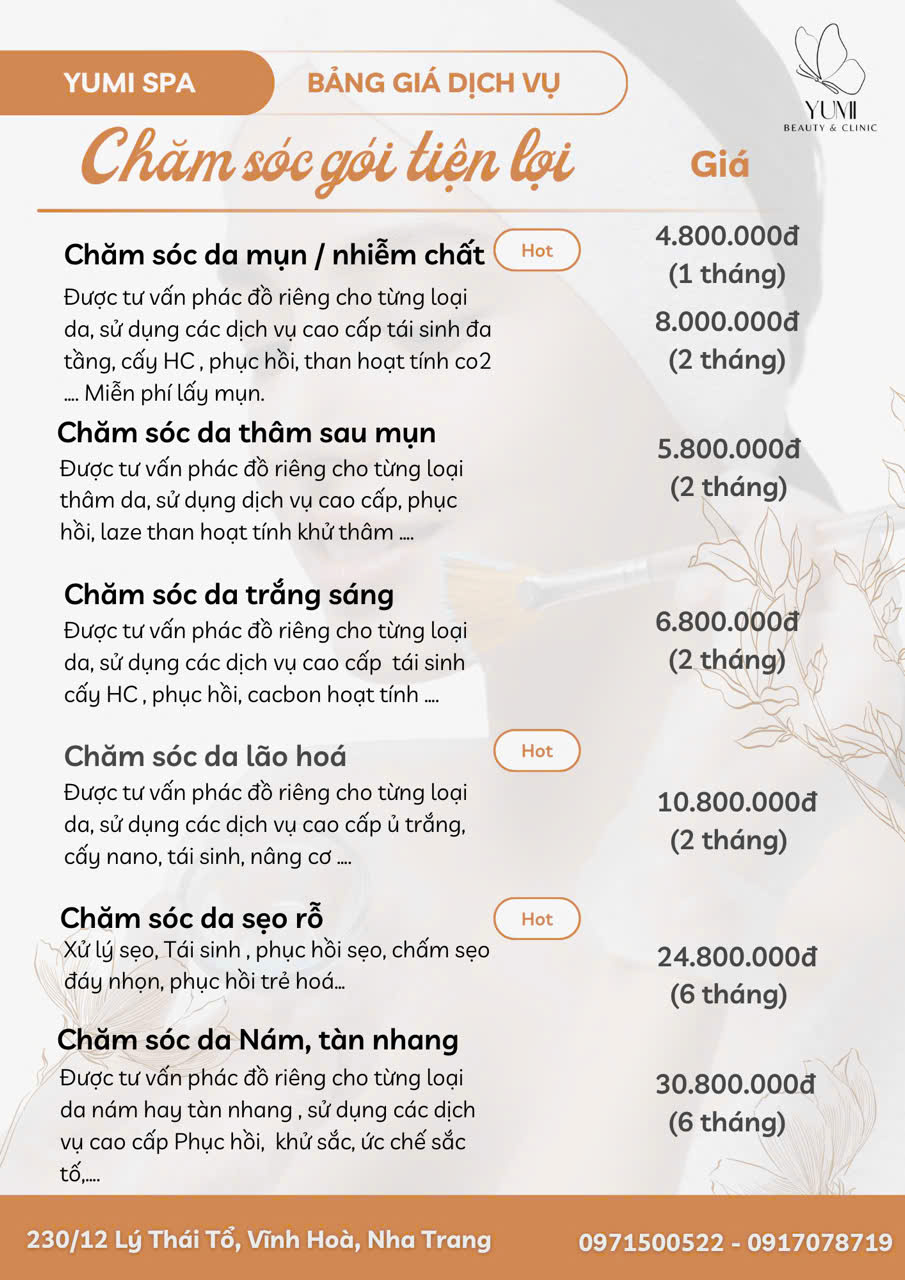 YUMI SPA
BẢNG GIÁ DỊCH VỤ
YUMI
BEAUTY & CLINIC
Chăm sóc gói tiện lợi
Giá
Chăm sóc da mụn / nhiễm chất
Hot
4.800.000đ
(1 tháng)
8.000.000đ
(2 tháng)
Được tư vấn phác đồ riêng cho từng loại
da, sử dụng các dịch vụ cao cấp tái sinh đa
tầng, cấy HC , phục hồi, than hoạt tính co2
.... Miễn phí lấy mụn.
Chăm sóc da thâm sau mụn
5.800.000đ
(2 tháng)
Được tư vấn phác đồ riêng cho từng loại
thâm da, sử dụng dịch vụ cao cấp, phục
hồi, laze than hoạt tính khử thâm ....
Chăm sóc da trắng sáng
6.800.000đ
(2 tháng)
Được tư vấn phác đồ riêng cho từng loại
da, sử dụng các dịch vụ cao cấp  tái sinh
cấy HC , phục hồi, cacbon hoạt tính ....
Chăm sóc da lão hoá
Hot
10.800.000đ
(2 tháng)
Được tư vấn phác đồ riêng cho từng loại
da, sử dụng các dịch vụ cao cấp ủ trắng,
cấy nano, tái sinh, nâng cơ ....
Chăm sóc da sẹo rỗ
Hot
24.800.000đ
(6 tháng)
Xử lý sẹo, Tái sinh , phục hồi sẹo, chấm sẹo
đáy nhọn, phục hồi trẻ hoá...
Chăm sóc da Nám, tàn nhang
30.800.000đ
(6 tháng)
Được tư vấn phác đồ riêng cho từng loại
da nám hay tàn nhang , sử dụng các dịch
vụ cao cấp Phục hồi,  khử sắc, ức chế sắc
tố,....
230/12 Lý Thái Tổ, Vĩnh Hoà, Nha Trang
0971500522 - 0917078719